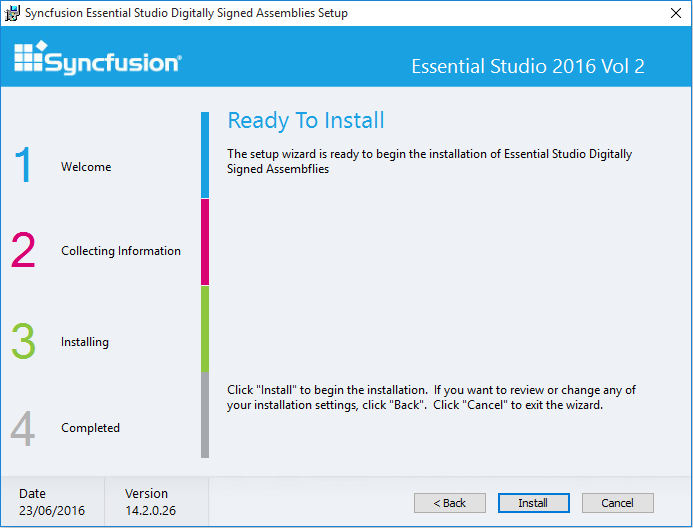 Syncfusion Essential Studio Digitally Signed Assemblies Setup
Syncfusion®
Essential Studio 2016 Vol 2
1 Welcome
2 Collecting Information
3 Installing
4 Completed
Ready To Install
The setup wizard is ready to begin the installation of Essential Studio Digitally
Signed Assembflies
Click "Install" to begin the installation. If you want to review or change any of
your installation settings, click "Back". Click "Cancel" to exit the wizard.
Date
23/06/2016
Version
14.2.0.26
< Back
Install
Cancel